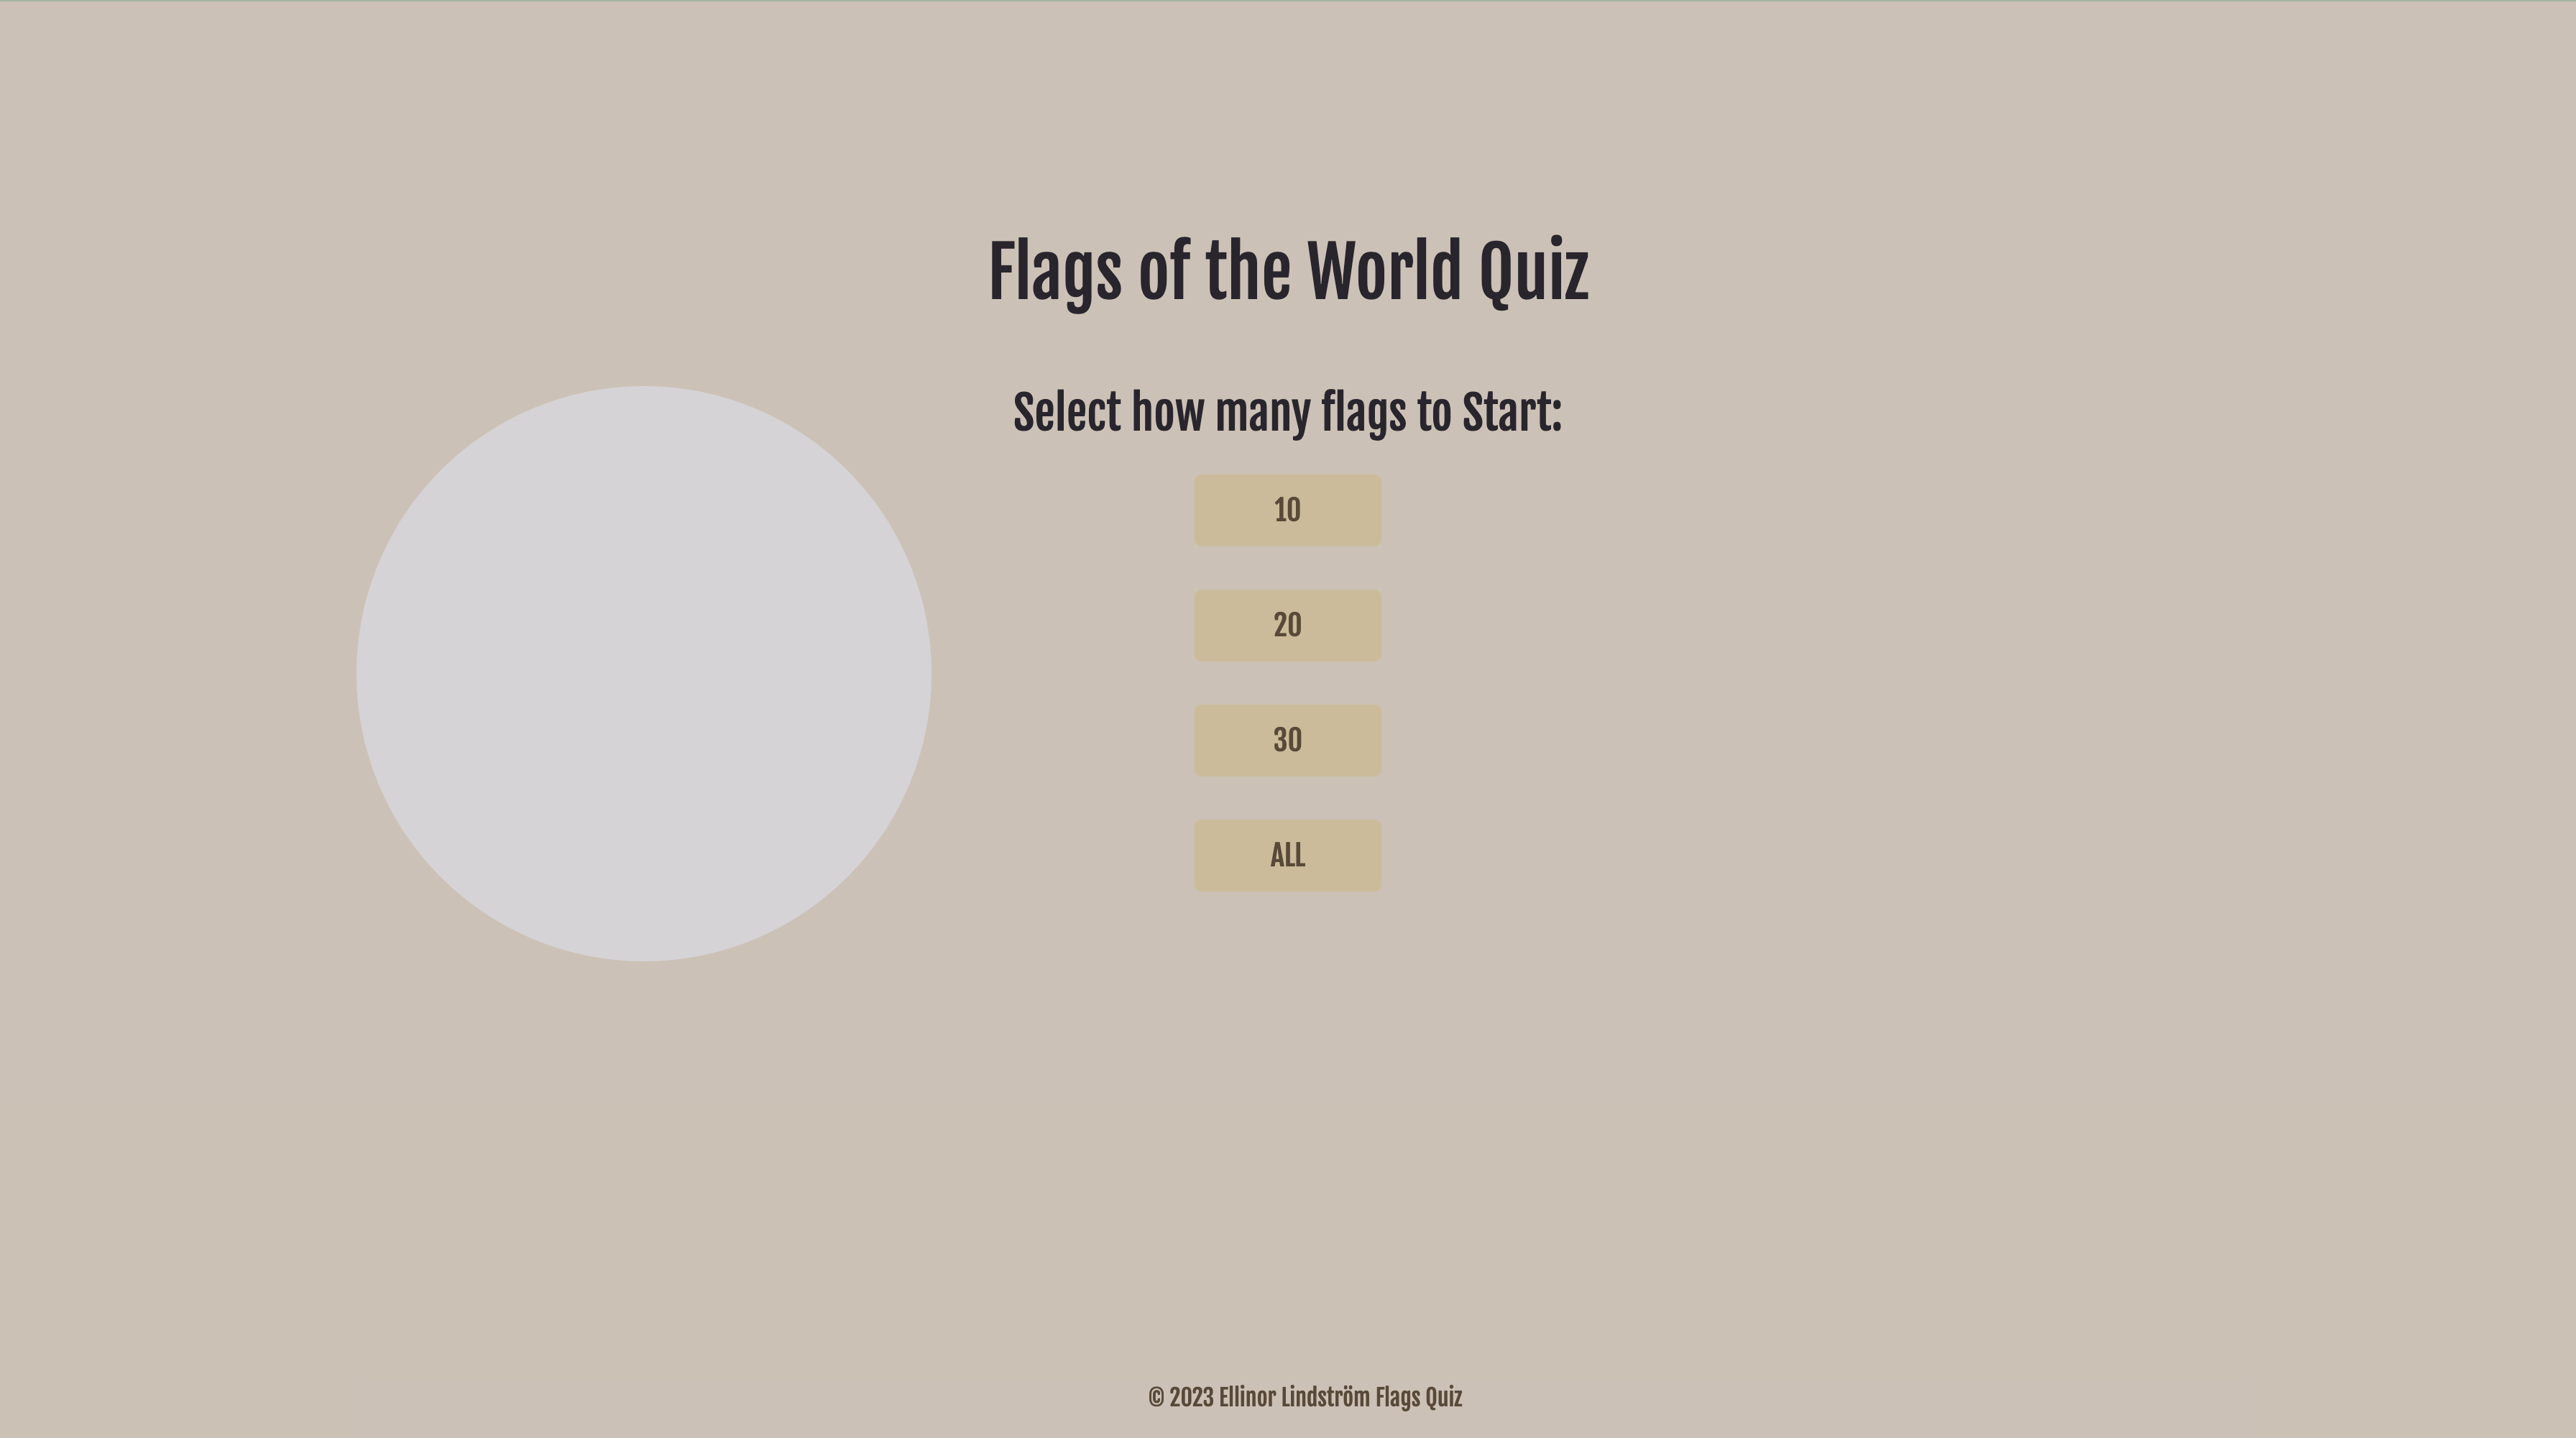 Flags of the World Quiz
Select how many flags to Start:
10
20
30
ALL
© 2023 Ellinor Lindström Flags Quiz